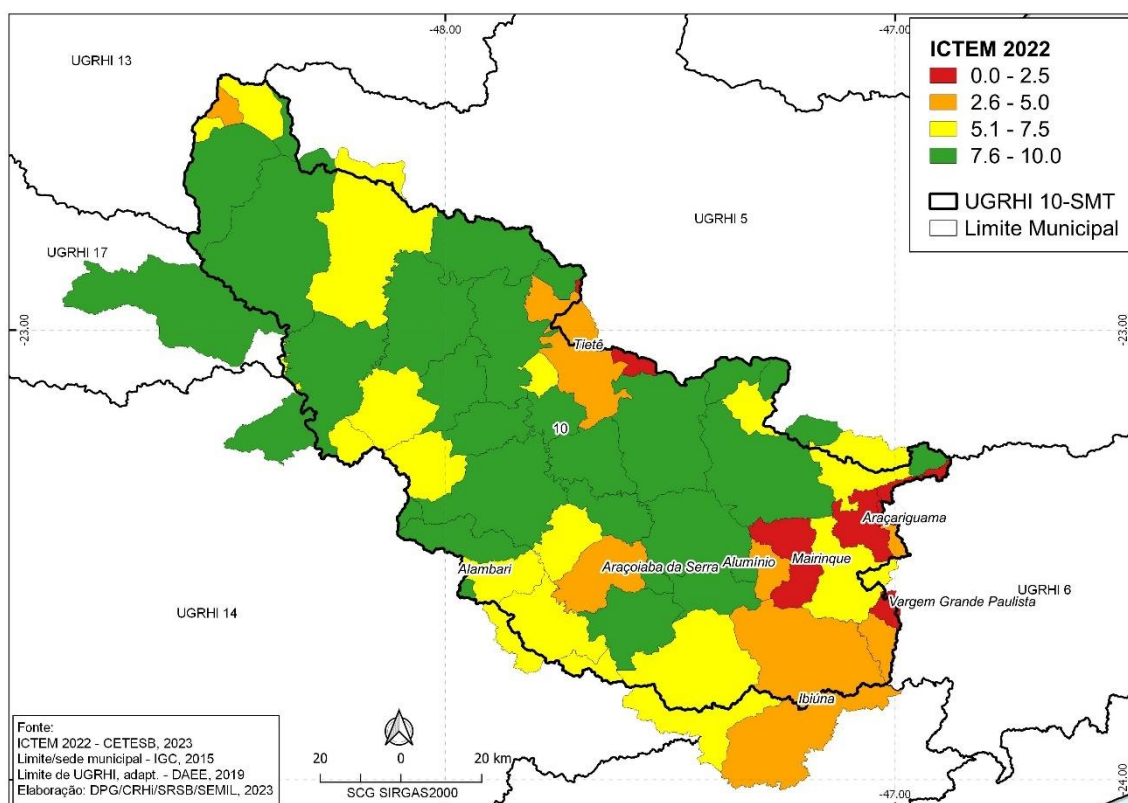 -48.00
-47.00
UGRHI 13
ICTEM 2022
0.0 - 2.5
2.6 - 5.0
5.1 - 7.5
7.6 - 10.0
UGRHI 10-SMT
Limite Municipal
UGRHI 5
UGRHI 17
-23.00
-23.00
Tietê
10
Araçariguama
Alambari
Araçoiaba da Serra
Alumínio
Mairinque
UGRHI 6
Vargem Grande Paulista
UGRHI 14
Ibiúna
Fonte:
ICTEM 2022 - CETESB, 2023
Limite/sede municipal - IGC, 2015
Limite de UGRHI, adapt. - DAEE, 2019
Elaboração: DPG/CRHi/SRSB/SEMIL, 2023
20 0 20 km
SCG SIRGAS2000
-47.00
-24.00